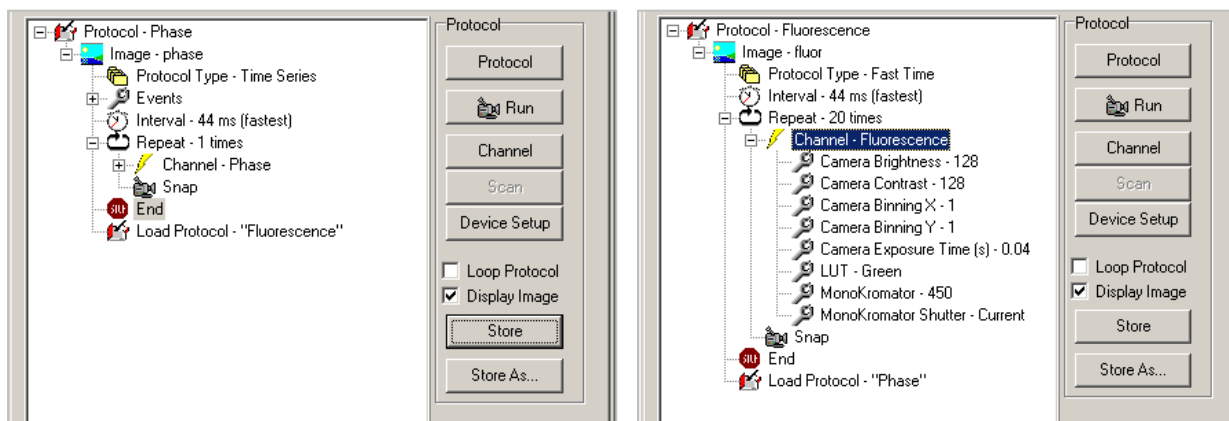 Protocol - Phase
Image - phase
Protocol Type - Time Series
Events
Interval - 44 ms (fastest)
Repeat - 1 times
Channel - Phase
Snap
End
Load Protocol - "Fluorescence"
Protocol
Protocol
Run
Channel
Scan
Device Setup
Loop Protocol
Display Image
Store
Store As...
Protocol - Fluorescence
Image - fluor
Protocol Type - Fast Time
Interval - 44 ms (fastest)
Repeat - 20 times
Channel - Fluorescence
Camera Brightness - 128
Camera Contrast - 128
Camera Binning X - 1
Camera Binning Y - 1
Camera Exposure Time (s) - 0.04
LUT - Green
MonoKromator - 450
MonoKromator Shutter - Current
Snap
End
Load Protocol - "Phase"
Protocol
Protocol
Run
Channel
Scan
Device Setup
Loop Protocol
Display Image
Store
Store As...